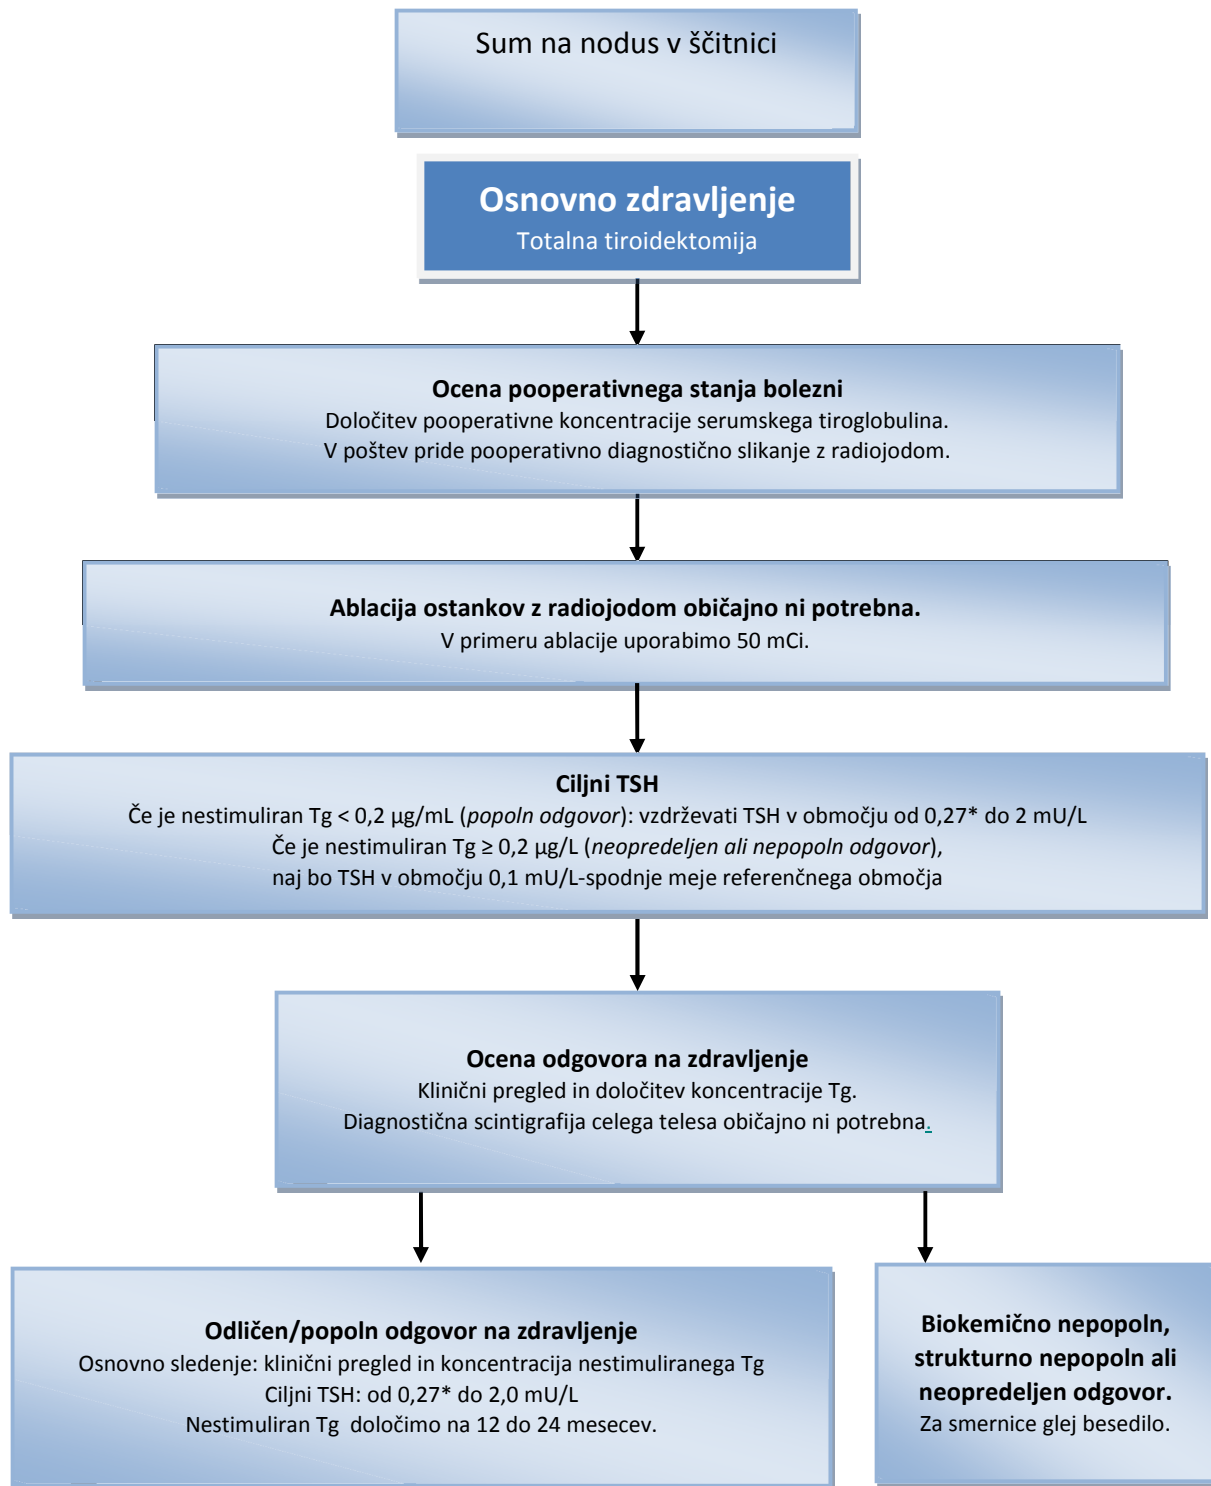 Sum na nodus v ščitnici
Osnovno zdravljenje
Totalna tiroidektomija
Ocena pooperativnega stanja bolezni
Določitev pooperativne koncentracije serumskega tiroglobulina.
V poštev pride pooperativno diagnostično slikanje z radiojodom.
Ablacija ostankov z radiojodom običajno ni potrebna.
V primeru ablacije uporabimo 50 mCi.
Ciljni TSH
Če je nestimuliran Tg < 0,2 µg/mL (popoln odgovor): vzdrževati TSH v območju od 0,27* do 2 mU/L
Če je nestimuliran Tg ≥ 0,2 µg/L (neopredeljen ali nepopoln odgovor),
naj bo TSH v območju 0,1 mU/L-spodnje meje referenčnega območja
Ocena odgovora na zdravljenje
Klinični pregled in določitev koncentracije Tg.
Diagnostična scintigrafija celega telesa običajno ni potrebna.
Odličen/popoln odgovor na zdravljenje
Osnovno sledenje: klinični pregled in koncentracija nestimuliranega Tg
Ciljni TSH: od 0,27* do 2,0 mU/L
Nestimuliran Tg določimo na 12 do 24 mesecev.
Biokemično nepopoln,
strukturno nepopoln ali
neopredeljen odgovor.
Za smernice glej besedilo.